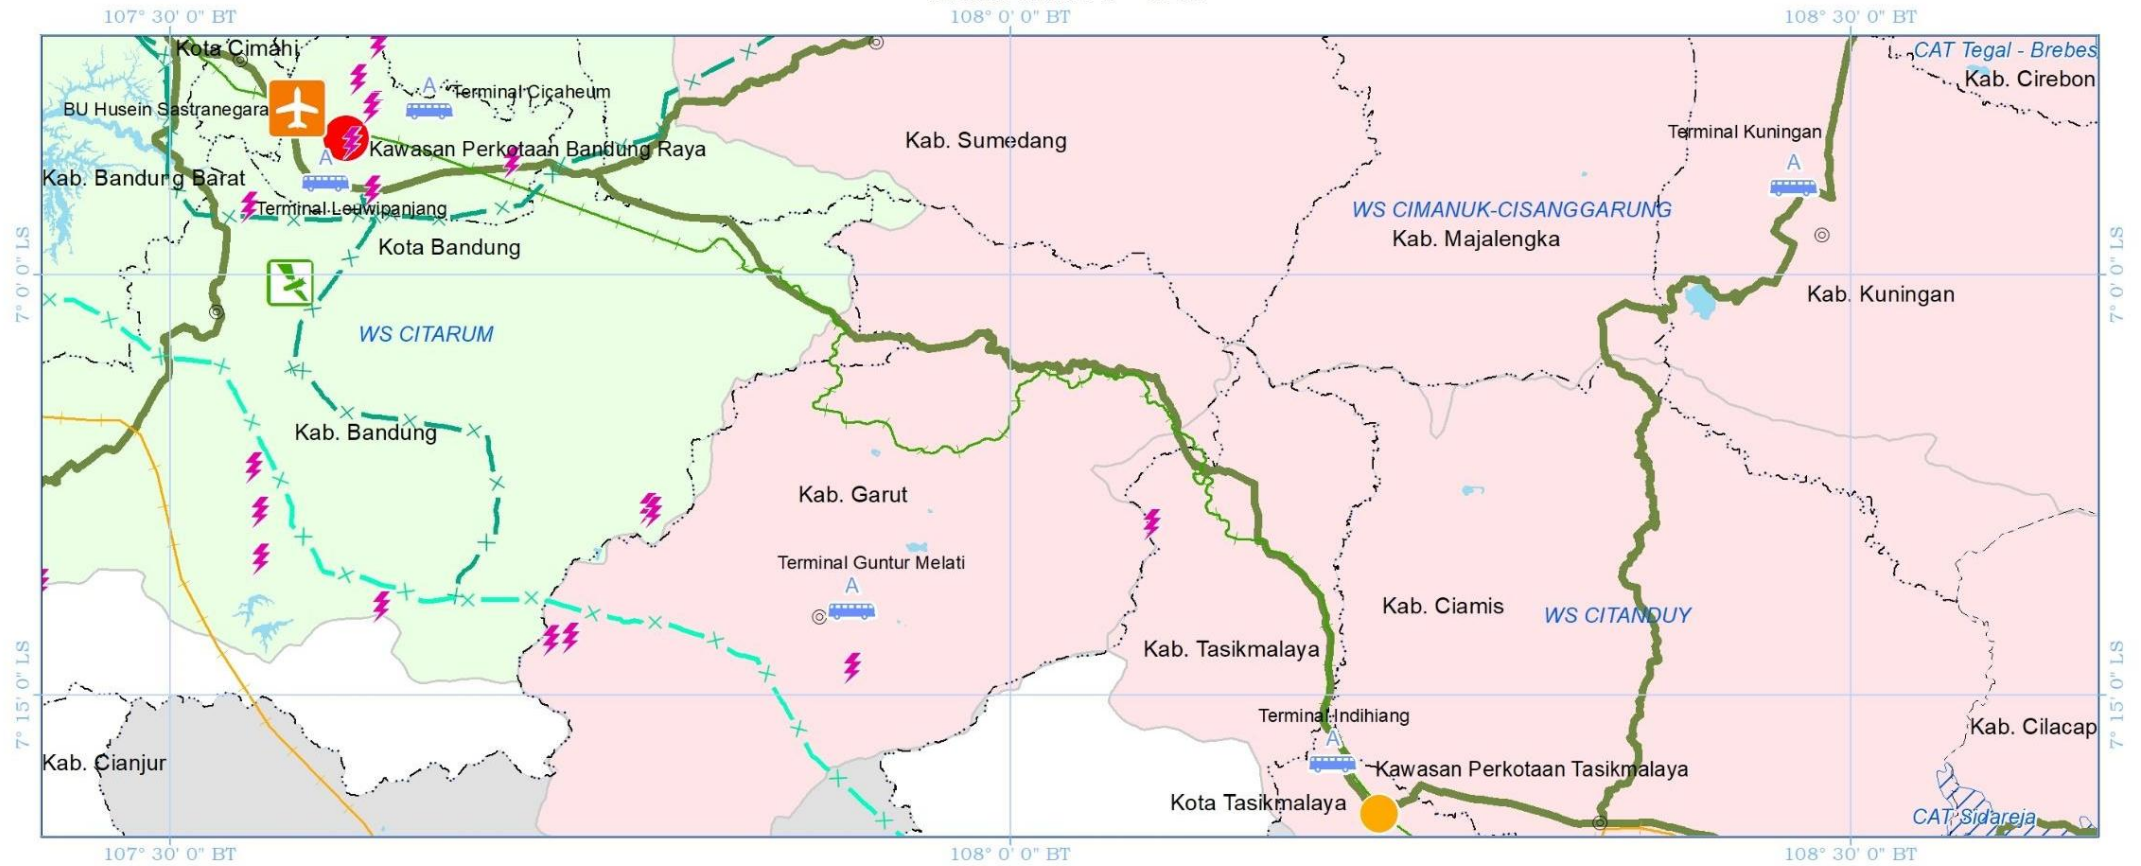 107° 30' 0" BT
108° 0' 0" BT
108° 30' 0" BT
Kota Cimahi
CAT Tegal - Brebes
Kab. Cirebon
A
Terminal Cicaheum
BU Husein Sastranegara
Terminal Kuningan
Kab. Sumedang
Kawasan Perkotaan Bandung Raya
A
A
Kab. Bandung Barat
Terminal Leuwipanjang
WS CIMANUK-CISANGGARUNG
Kab. Majalengka
Kota Bandung
7° 0' 0" LS
7° 0' 0" LS
Kab. Kuningan
WS CITARUM
Kab. Bandung
Kab. Garut
Terminal Guntur Melati
A
Kab. Ciamis
WS CITANDUY
Kab. Tasikmalaya
7° 15' 0" LS
7° 15' 0" LS
Terminal Indihiang
Kab. Cilacap
A
Kab. Cianjur
Kawasan Perkotaan Tasikmalaya
Kota Tasikmalaya
CAT Sidareja
107° 30' 0" BT
108° 0' 0" BT
108° 30' 0" BT